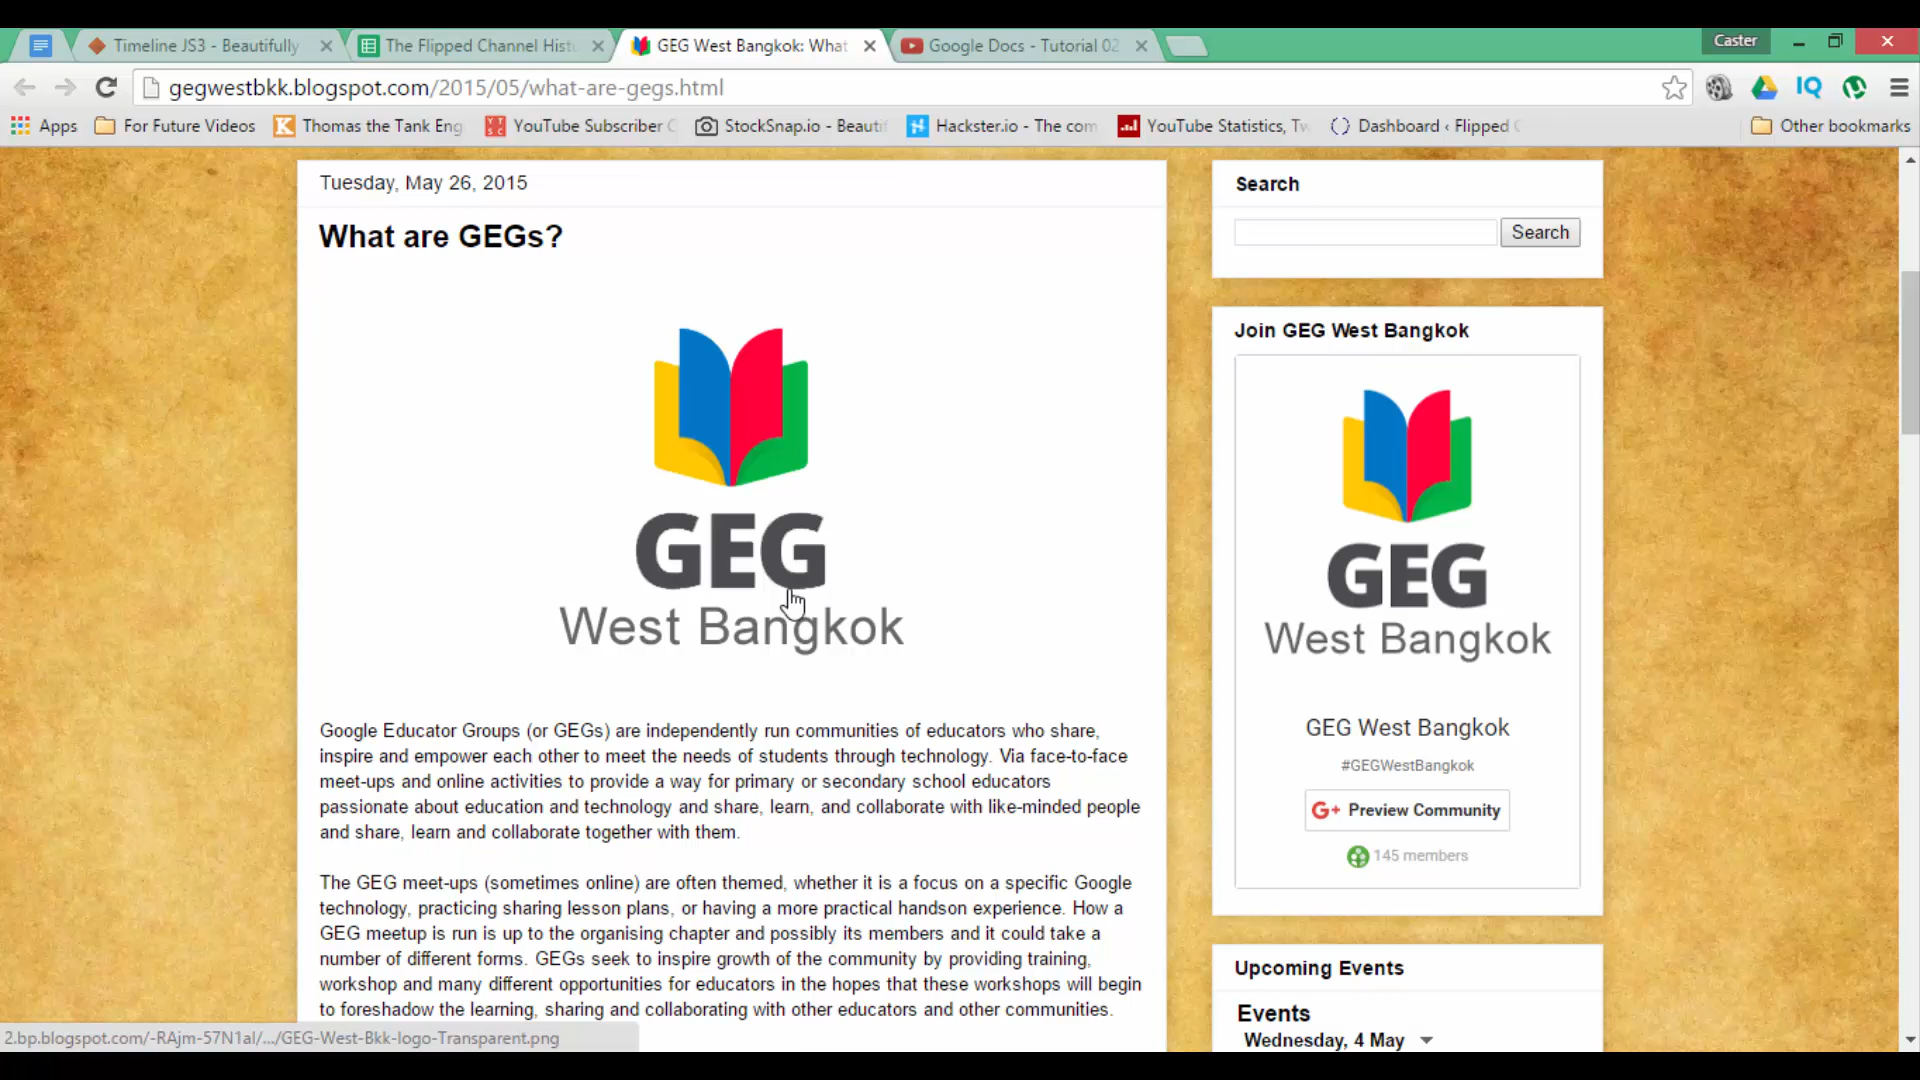 Timeline JS3 - Beautifully
The Flipped Channel Hist
GEG West Bangkok: What
Google Docs - Tutorial 02
Caster
gegwestbkk.blogspot.com/2015/05/what-are-gegs.html
IQ
Apps
For Future Videos
Thomas the Tank Eng
YouTube Subscriber C
StockSnap.io - Beautif
Hackster.io - The com
YouTube Statistics, Tw
Dashboard ‹ Flipped C
Other bookmarks
Tuesday, May 26, 2015
What are GEGs?
GEG
West Bangkok
Google Educator Groups (or GEGs) are independently run communities of educators who share,
inspire and empower each other to meet the needs of students through technology. Via face-to-face
meet-ups and online activities to provide a way for primary or secondary school educators
passionate about education and technology and share, learn, and collaborate with like-minded people
and share, learn and collaborate together with them.
The GEG meet-ups (sometimes online) are often themed, whether it is a focus on a specific Google
technology, practicing sharing lesson plans, or having a more practical handson experience. How a
GEG meetup is run is up to the organising chapter and possibly its members and it could take a
number of different forms. GEGs seek to inspire growth of the community by providing training,
workshop and many different opportunities for educators in the hopes that these workshops will begin
to foreshadow the learning, sharing and collaborating with other educators and other communities.
Search
Search
Join GEG West Bangkok
GEG
West Bangkok
GEG West Bangkok
#GEGWestBangkok
G+ Preview Community
145 members
Upcoming Events
Events
Wednesday, 4 May
2.bp.blogspot.com/-RAjm-57N1aI/.../GEG-West-Bkk-logo-Transparent.png